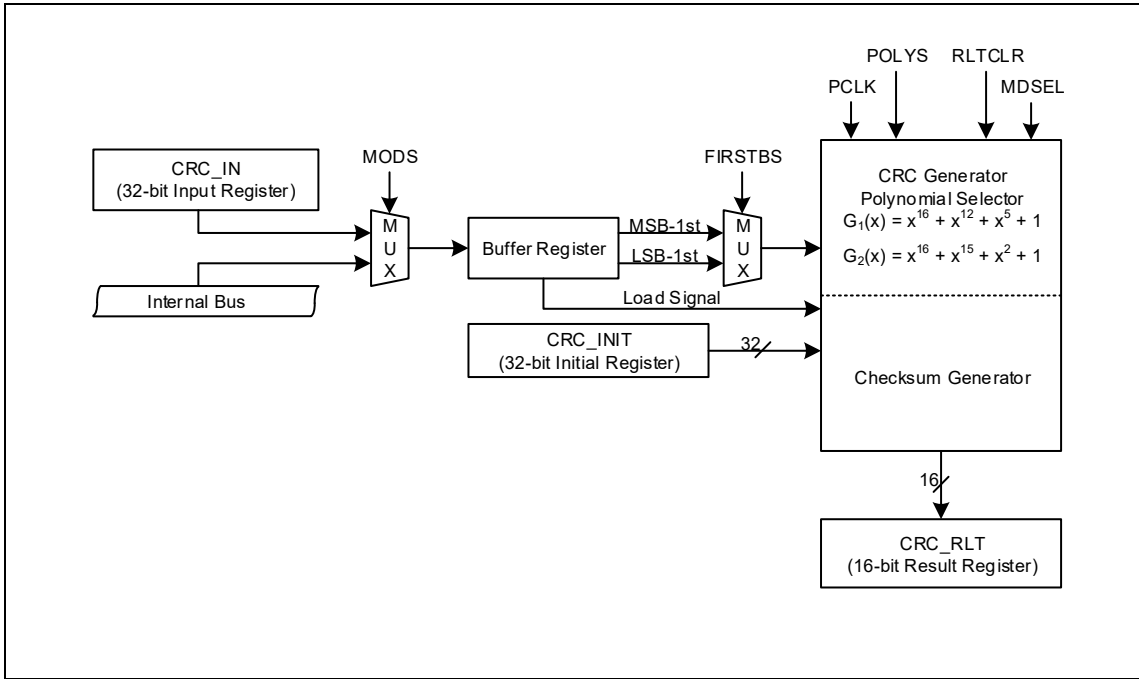 POLYS
RLTCLR
PCLK
MDSEL
CRC_IN
(32-bit Input Register)
MODS
FIRSTBS
CRC Generator
Polynomial Selector
G₁(x) = x¹⁶ + x¹² + x⁵ + 1
G₂(x) = x¹⁶ + x¹⁵ + x² + 1
M
U
X
Buffer Register
MSB-1st
LSB-1st
M
U
X
Internal Bus
Load Signal
CRC_INIT
(32-bit Initial Register)
32
Checksum Generator
16
CRC_RLT
(16-bit Result Register)